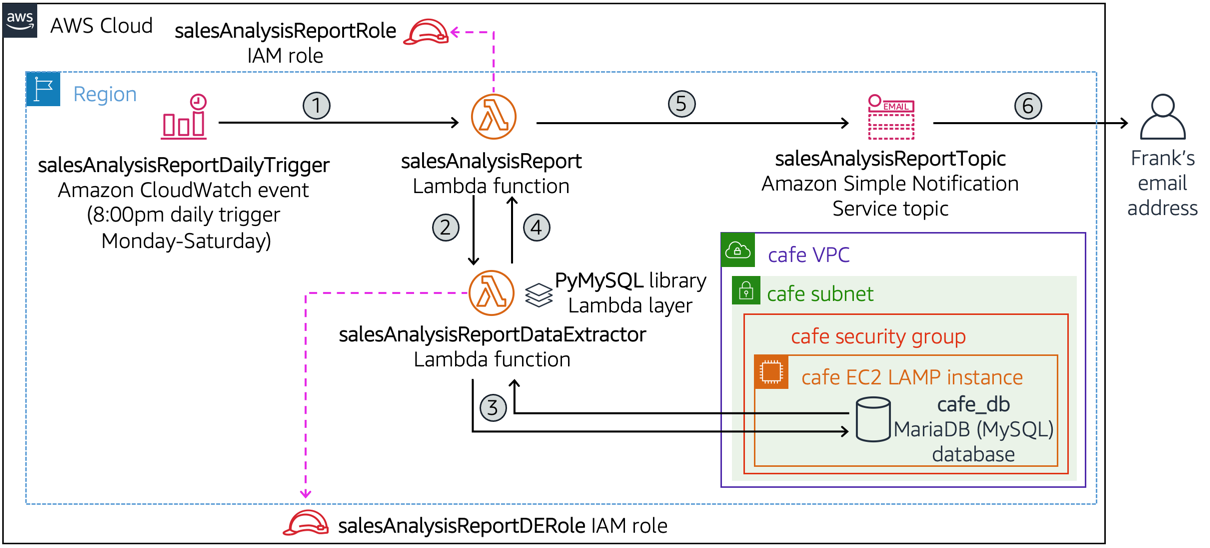 aws
AWS Cloud
salesAnalysisReportRole
IAM role
Region
1
5
EMAIL
6
salesAnalysisReportDailyTrigger
Amazon CloudWatch event
(8:00pm daily trigger
Monday-Saturday)
salesAnalysisReport
Lambda function
salesAnalysisReportTopic
Amazon Simple Notification
Service topic
Frank's
email
address
2
4
PyMySQL library
Lambda layer
salesAnalysisReportDataExtractor
Lambda function
3
cafe VPC
cafe subnet
cafe security group
cafe EC2 LAMP instance
cafe_db
MariaDB (MySQL)
database
salesAnalysisReportDERole IAM role